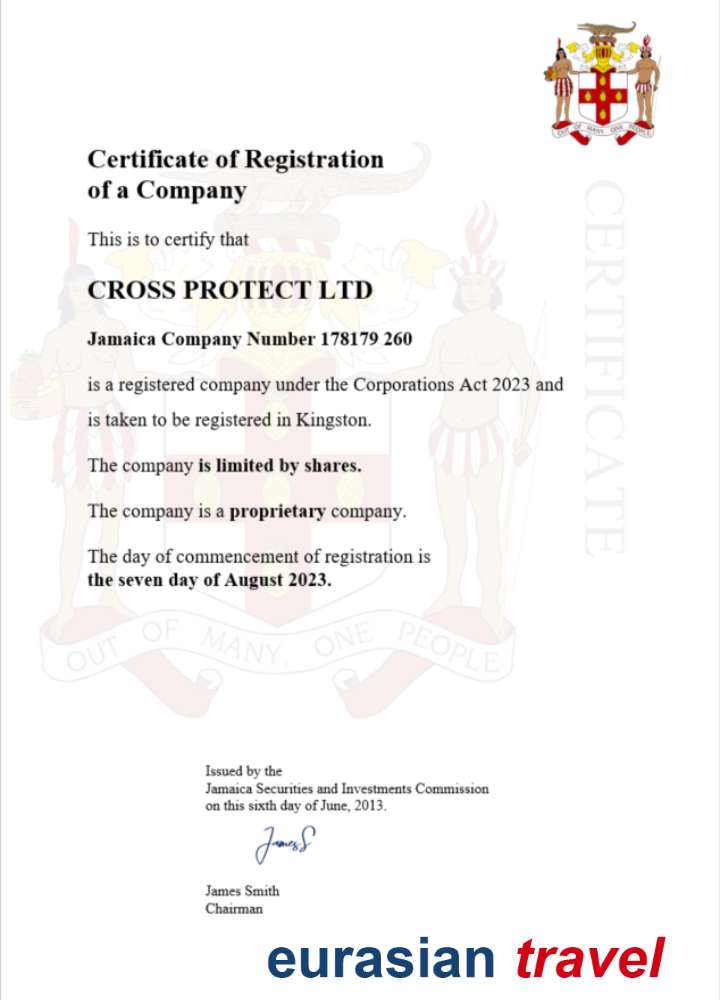 OUT OF MANY, ONE PEOPLE
Certificate of Registration
of a Company
This is to certify that
CROSS PROTECT LTD
Jamaica Company Number 178179 260
is a registered company under the Corporations Act 2023 and
is taken to be registered in Kingston.
The company is limited by shares.
The company is a proprietary company.
The day of commencement of registration is
the seven day of August 2023.
CERTIFICATE
OUT OF MANY, ONE PEOPLE
Issued by the
Jamaica Securities and Investments Commission
on this sixth day of June, 2013.
JamesS
James Smith
Chairman
eurasian travel